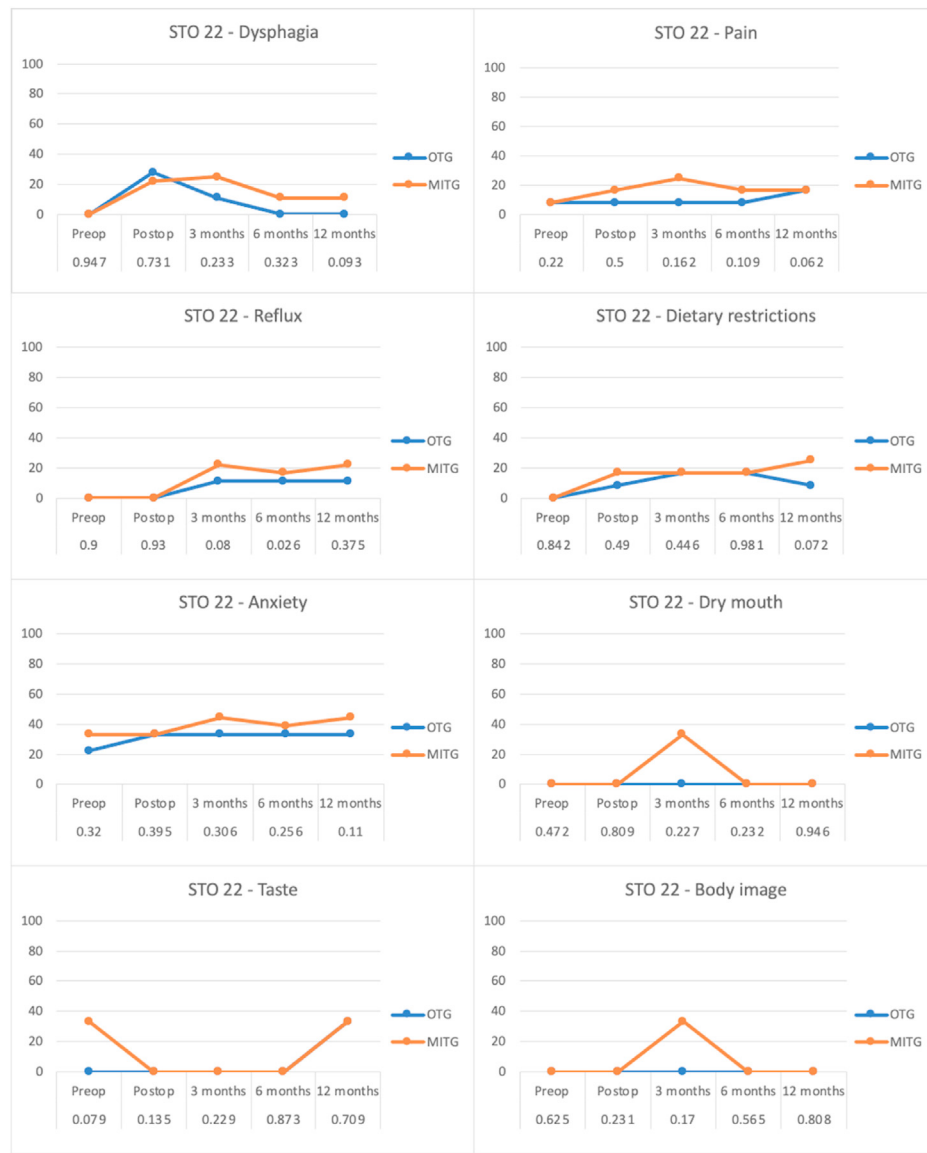 STO 22 - Dysphagia
100
80
60
40
20
0
Preop Postop 3 months 6 months 12 months
0.947 0.731 0.233 0.323 0.093
OTG
MITG
STO 22 - Pain
100
80
60
40
20
0
Preop Postop 3 months 6 months 12 months
0.22 0.5 0.162 0.109 0.062
OTG
MITG
STO 22 - Reflux
100
80
60
40
20
0
Preop Postop 3 months 6 months 12 months
0.9 0.93 0.08 0.026 0.375
OTG
MITG
STO 22 - Dietary restrictions
100
80
60
40
20
0
Preop Postop 3 months 6 months 12 months
0.842 0.49 0.446 0.981 0.072
OTG
MITG
STO 22 - Anxiety
100
80
60
40
20
0
Preop Postop 3 months 6 months 12 months
0.32 0.395 0.306 0.256 0.11
OTG
MITG
STO 22 - Dry mouth
100
80
60
40
20
0
Preop Postop 3 months 6 months 12 months
0.472 0.809 0.227 0.232 0.946
OTG
MITG
STO 22 - Taste
100
80
60
40
20
0
Preop Postop 3 months 6 months 12 months
0.079 0.135 0.229 0.873 0.709
OTG
MITG
STO 22 - Body image
100
80
60
40
20
0
Preop Postop 3 months 6 months 12 months
0.625 0.231 0.17 0.565 0.808
OTG
MITG